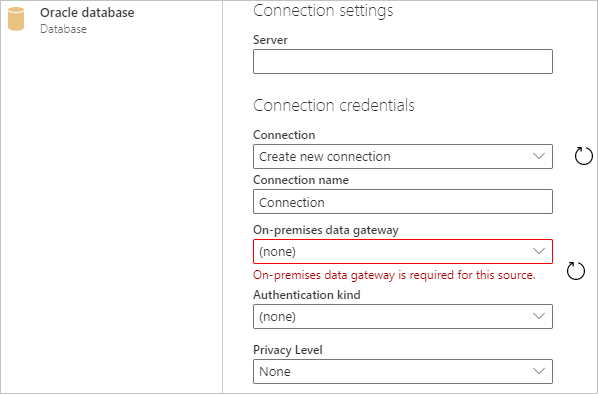 Oracle database
Database
Connection settings
Server
Connection credentials
Connection
Create new connection
Connection name
Connection
On-premises data gateway
(none)
On-premises data gateway is required for this source.
Authentication kind
(none)
Privacy Level
None